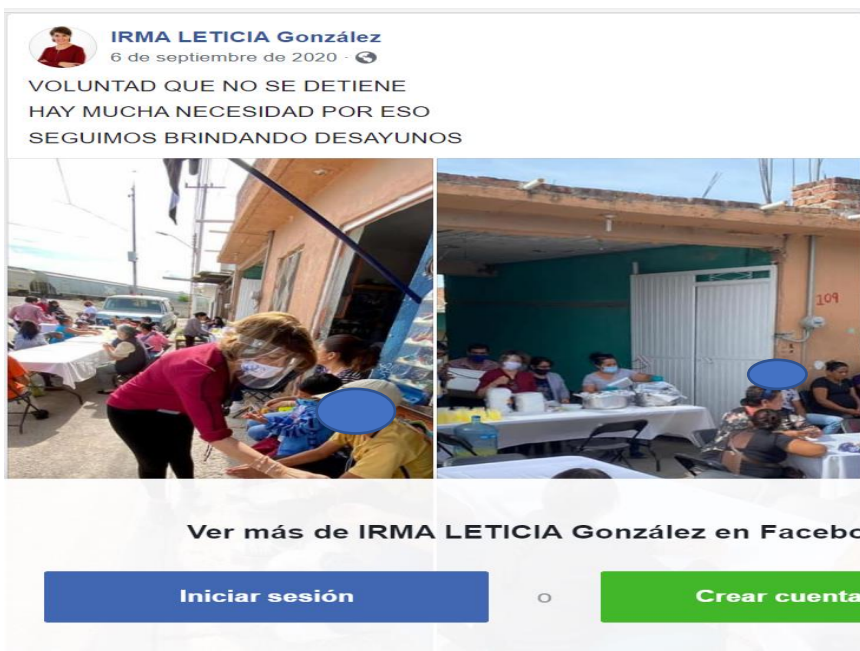 IRMA LETICIA González
6 de septiembre de 2020 ·
VOLUNTAD QUE NO SE DETIENE
HAY MUCHA NECESIDAD POR ESO
SEGUIMOS BRINDANDO DESAYUNOS
109
Ver más de IRMA LETICIA González en Facebo
Iniciar sesión
o
Crear cuenta